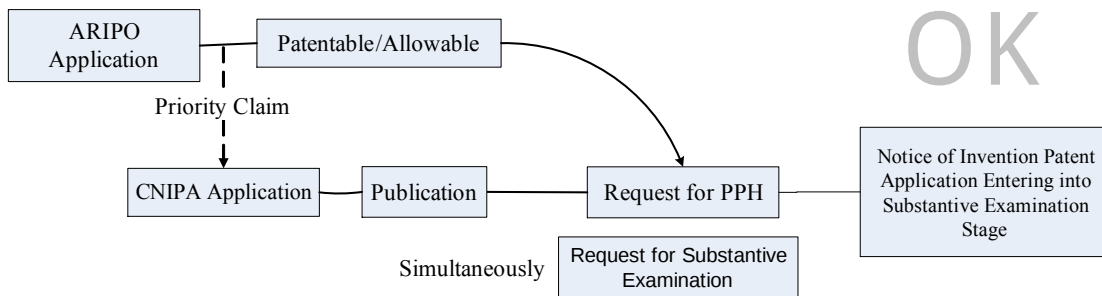 ARIPO
Application
Patentable/Allowable
OK
Priority Claim
CNIPA Application
Publication
Request for PPH
Notice of Invention Patent
Application Entering into
Substantive Examination
Stage
Simultaneously
Request for Substantive
Examination